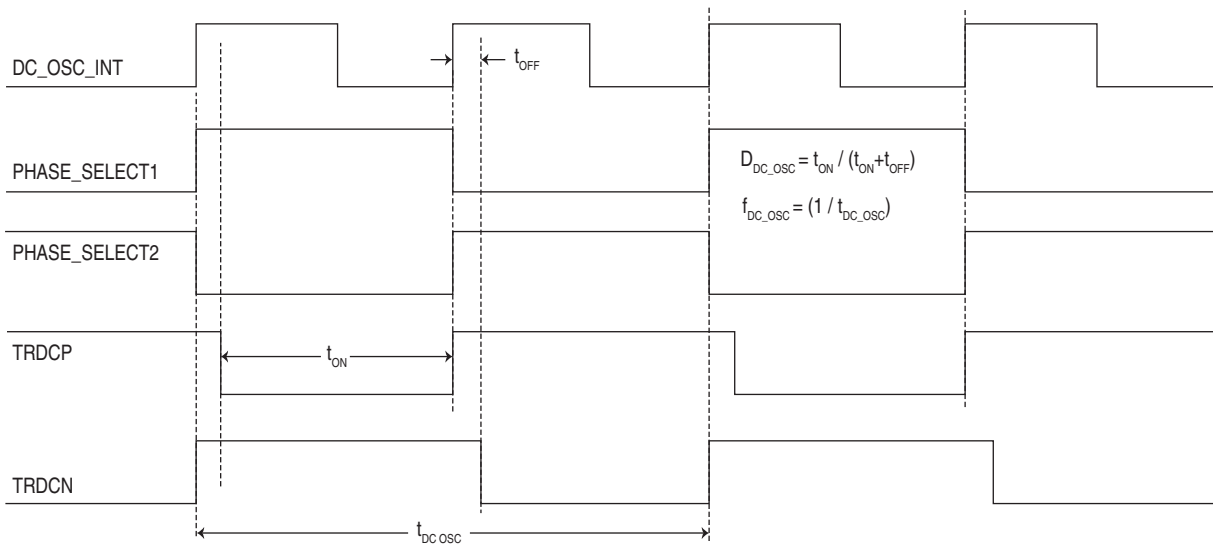 DC_OSC_INT
t_OFF
PHASE_SELECT1
D_DC_OSC = t_ON / (t_ON+t_OFF)
f_DC_OSC = (1 / t_DC_OSC)
PHASE_SELECT2
TRDCP
t_ON
TRDCN
t_DC OSC